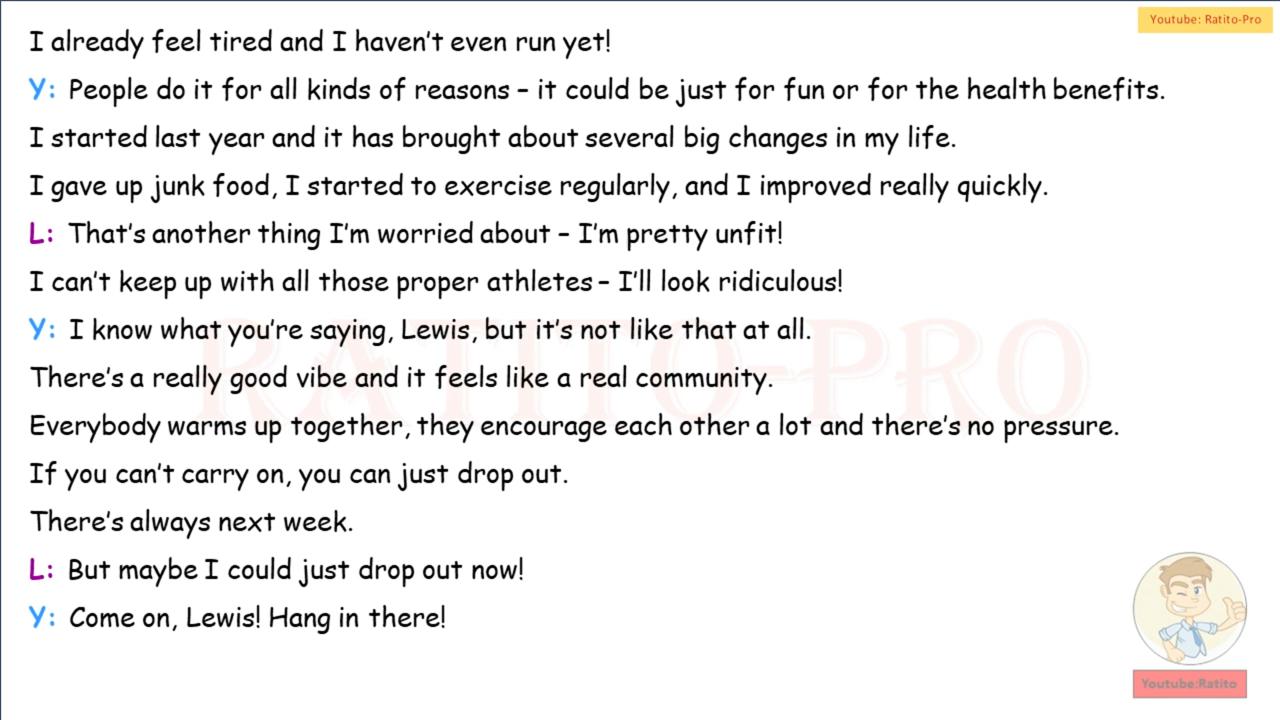 Youtube: Ratito-Pro
I already feel tired and I haven't even run yet!
Y: People do it for all kinds of reasons – it could be just for fun or for the health benefits.
I started last year and it has brought about several big changes in my life.
I gave up junk food, I started to exercise regularly, and I improved really quickly.
L: That's another thing I'm worried about – I'm pretty unfit!
I can't keep up with all those proper athletes – I'll look ridiculous!
Y: I know what you're saying, Lewis, but it's not like that at all.
RATITO-PRO
There's a really good vibe and it feels like a real community.
Everybody warms up together, they encourage each other a lot and there's no pressure.
If you can't carry on, you can just drop out.
There's always next week.
L: But maybe I could just drop out now!
Y: Come on, Lewis! Hang in there!
Youtube:Ratito